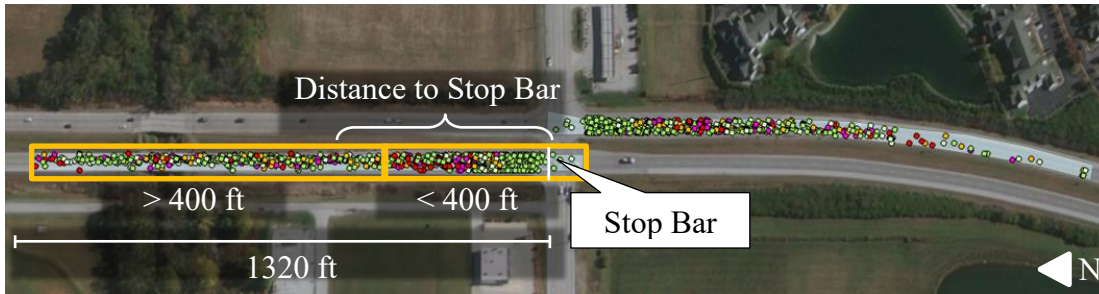 Distance to Stop Bar
> 400 ft
< 400 ft
Stop Bar
1320 ft
N